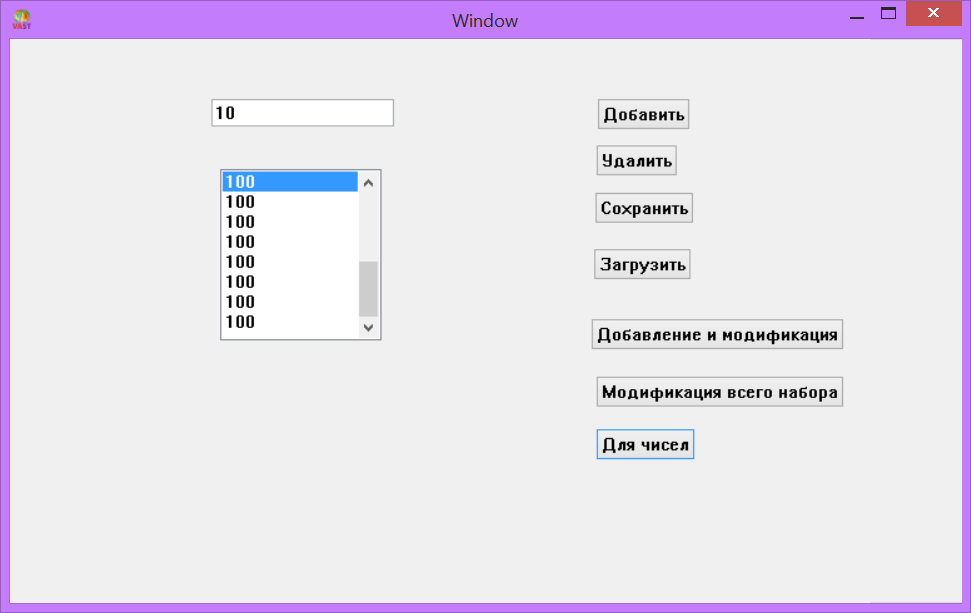 VAST
Window
10
100
100
100
100
100
100
100
100
Добавить
Удалить
Сохранить
Загрузить
Добавление и модификация
Модификация всего набора
Для чисел